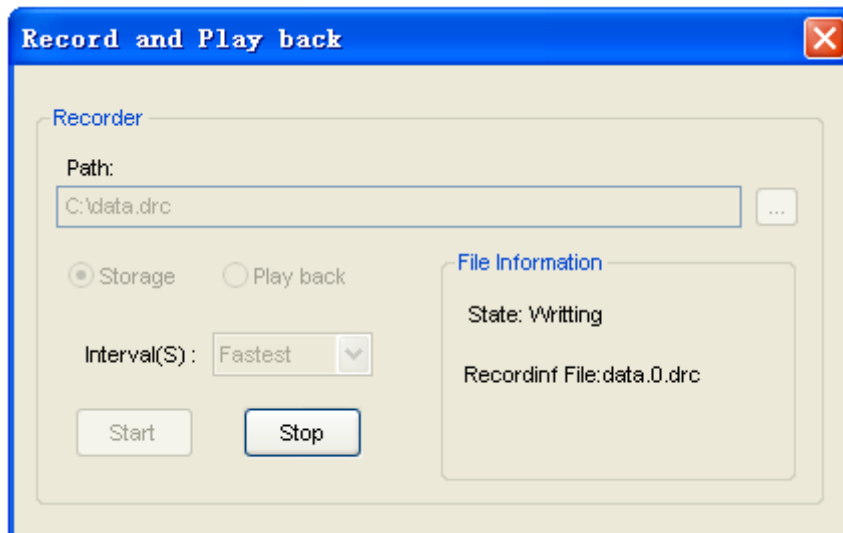 Record and Play back
Recorder
Path:
C:\data.drc
...
Storage
Play back
Interval(S) :
Fastest
Start
Stop
File Information
State: Writting
Recordinf File:data.0.drc